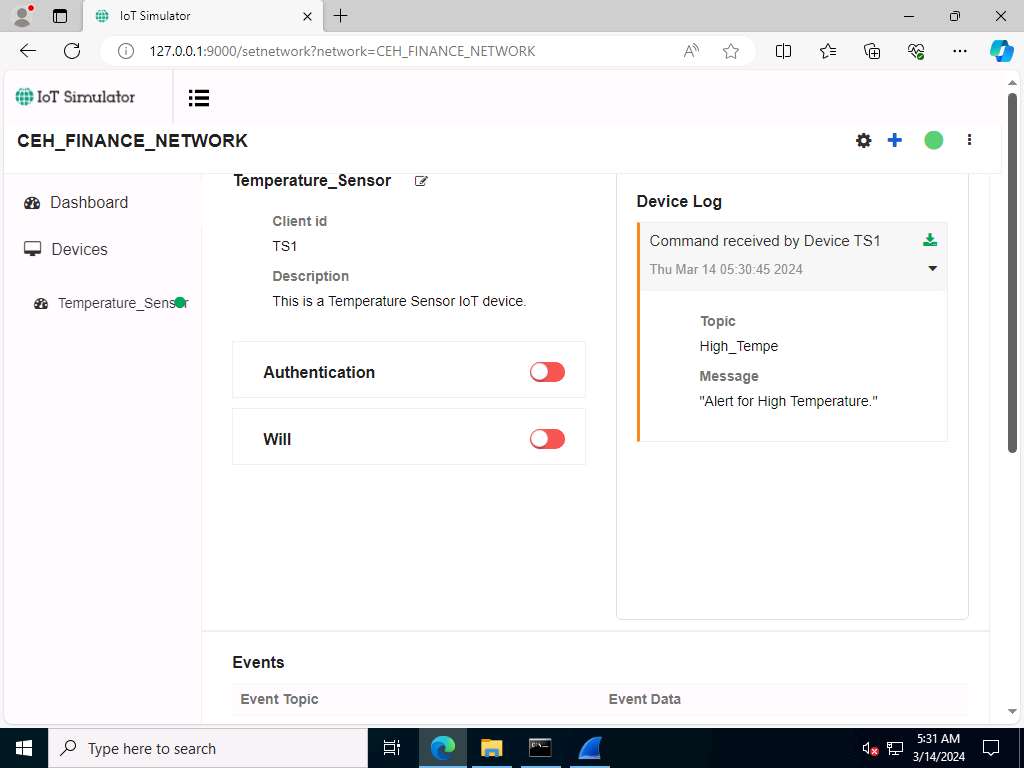 IoT Simulator
127.0.0.1:9000/setnetwork?network=CEH_FINANCE_NETWORK
IoT Simulator
CEH_FINANCE_NETWORK
Dashboard
Devices
Temperature_Sensor
Temperature_Sensor
Client id
TS1
Description
This is a Temperature Sensor IoT device.
Authentication
Will
Device Log
Command received by Device TS1
Thu Mar 14 05:30:45 2024
Topic
High_Tempe
Message
"Alert for High Temperature."
Events
Event Topic Event Data
Type here to search
5:31 AM
3/14/2024